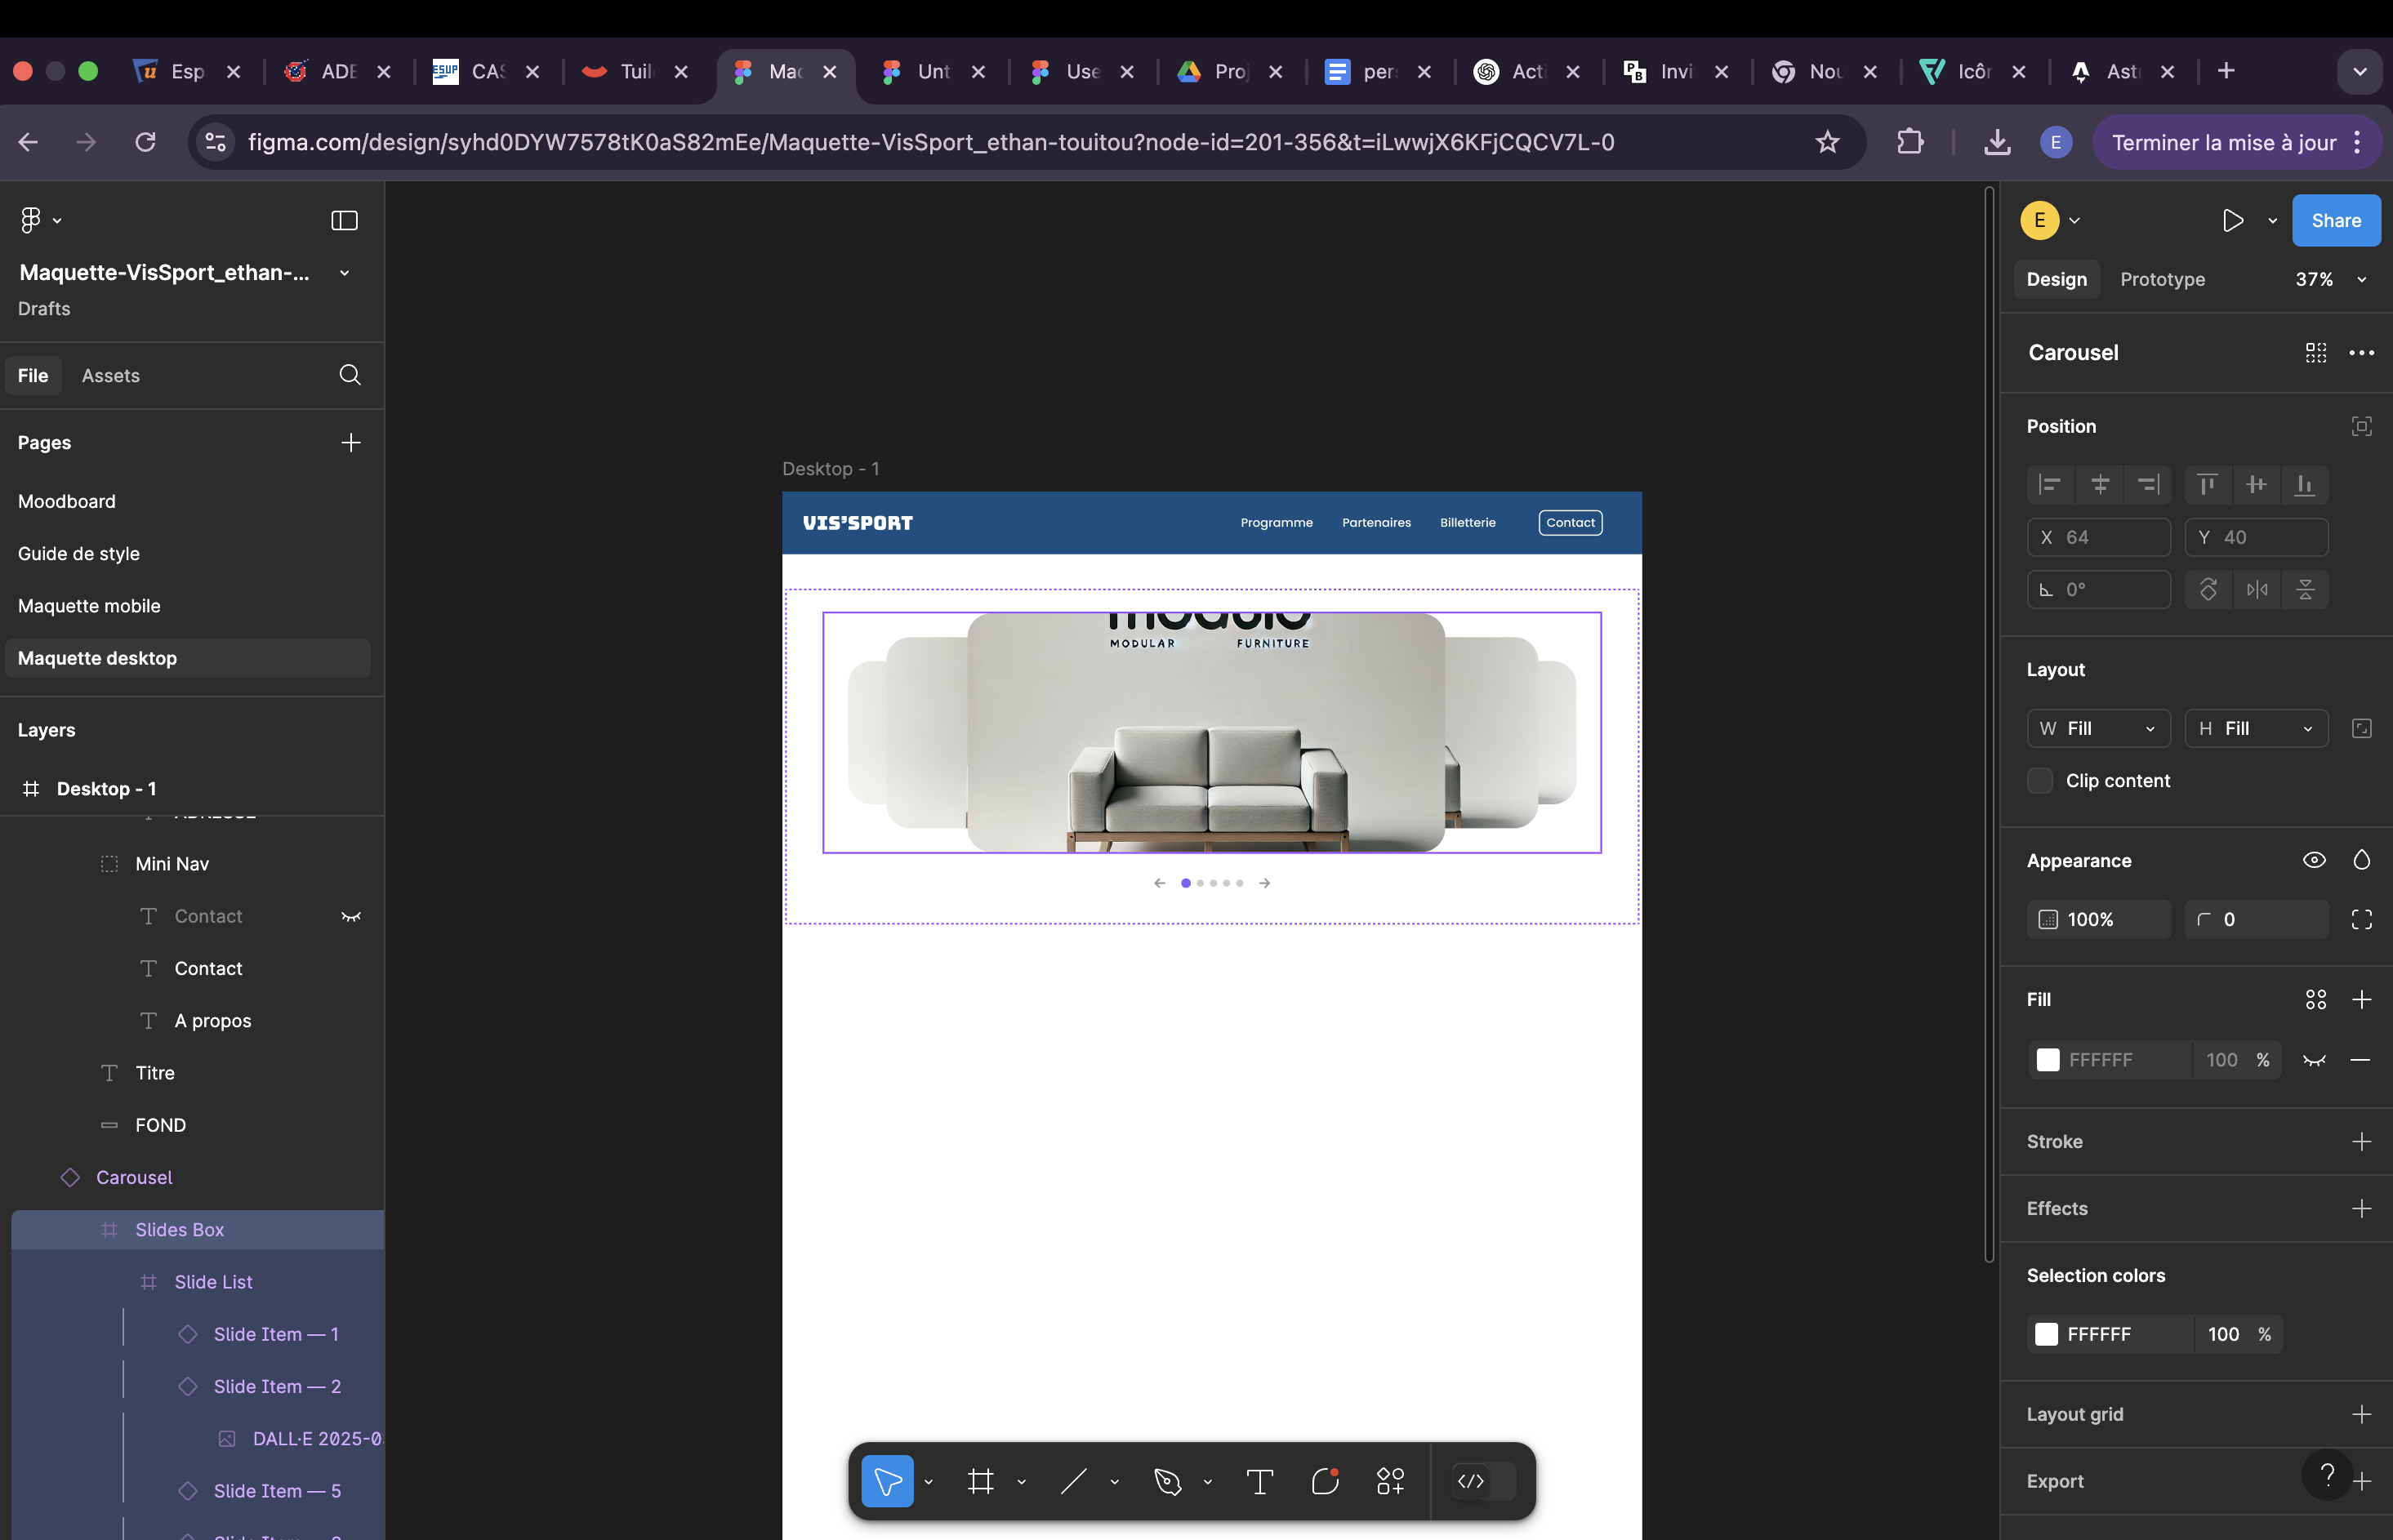 Esp
ADE
CAS
Tuil
Mac
Unt
Use
Proj
per
Acti
Invi
Nou
Icôn
Ast
figma.com/design/syhd0DYW7578tK0aS82mEe/Maquette-VisSport_ethan-touitou?node-id=201-356&t=iLwwjX6KFjCQCV7L-0
E
Terminer la mise à jour
Maquette-VisSport_ethan-...
Drafts
File
Assets
Pages
Moodboard
Guide de style
Maquette mobile
Maquette desktop
Layers
Desktop - 1
ADRESSE
Mini Nav
Contact
Contact
A propos
Titre
FOND
Carousel
Slides Box
Slide List
Slide Item — 1
Slide Item — 2
DALL·E 2025-0
Slide Item — 5
Desktop - 1
VIS'SPORT
Programme
Partenaires
Billetterie
Contact
modulo
MODULAR FURNITURE
E
Share
Design
Prototype
37%
Carousel
Position
X 64
Y 40
0°
Layout
W Fill
H Fill
Clip content
Appearance
100%
0
Fill
FFFFFF 100 %
Stroke
Effects
Selection colors
FFFFFF 100 %
Layout grid
Export
?